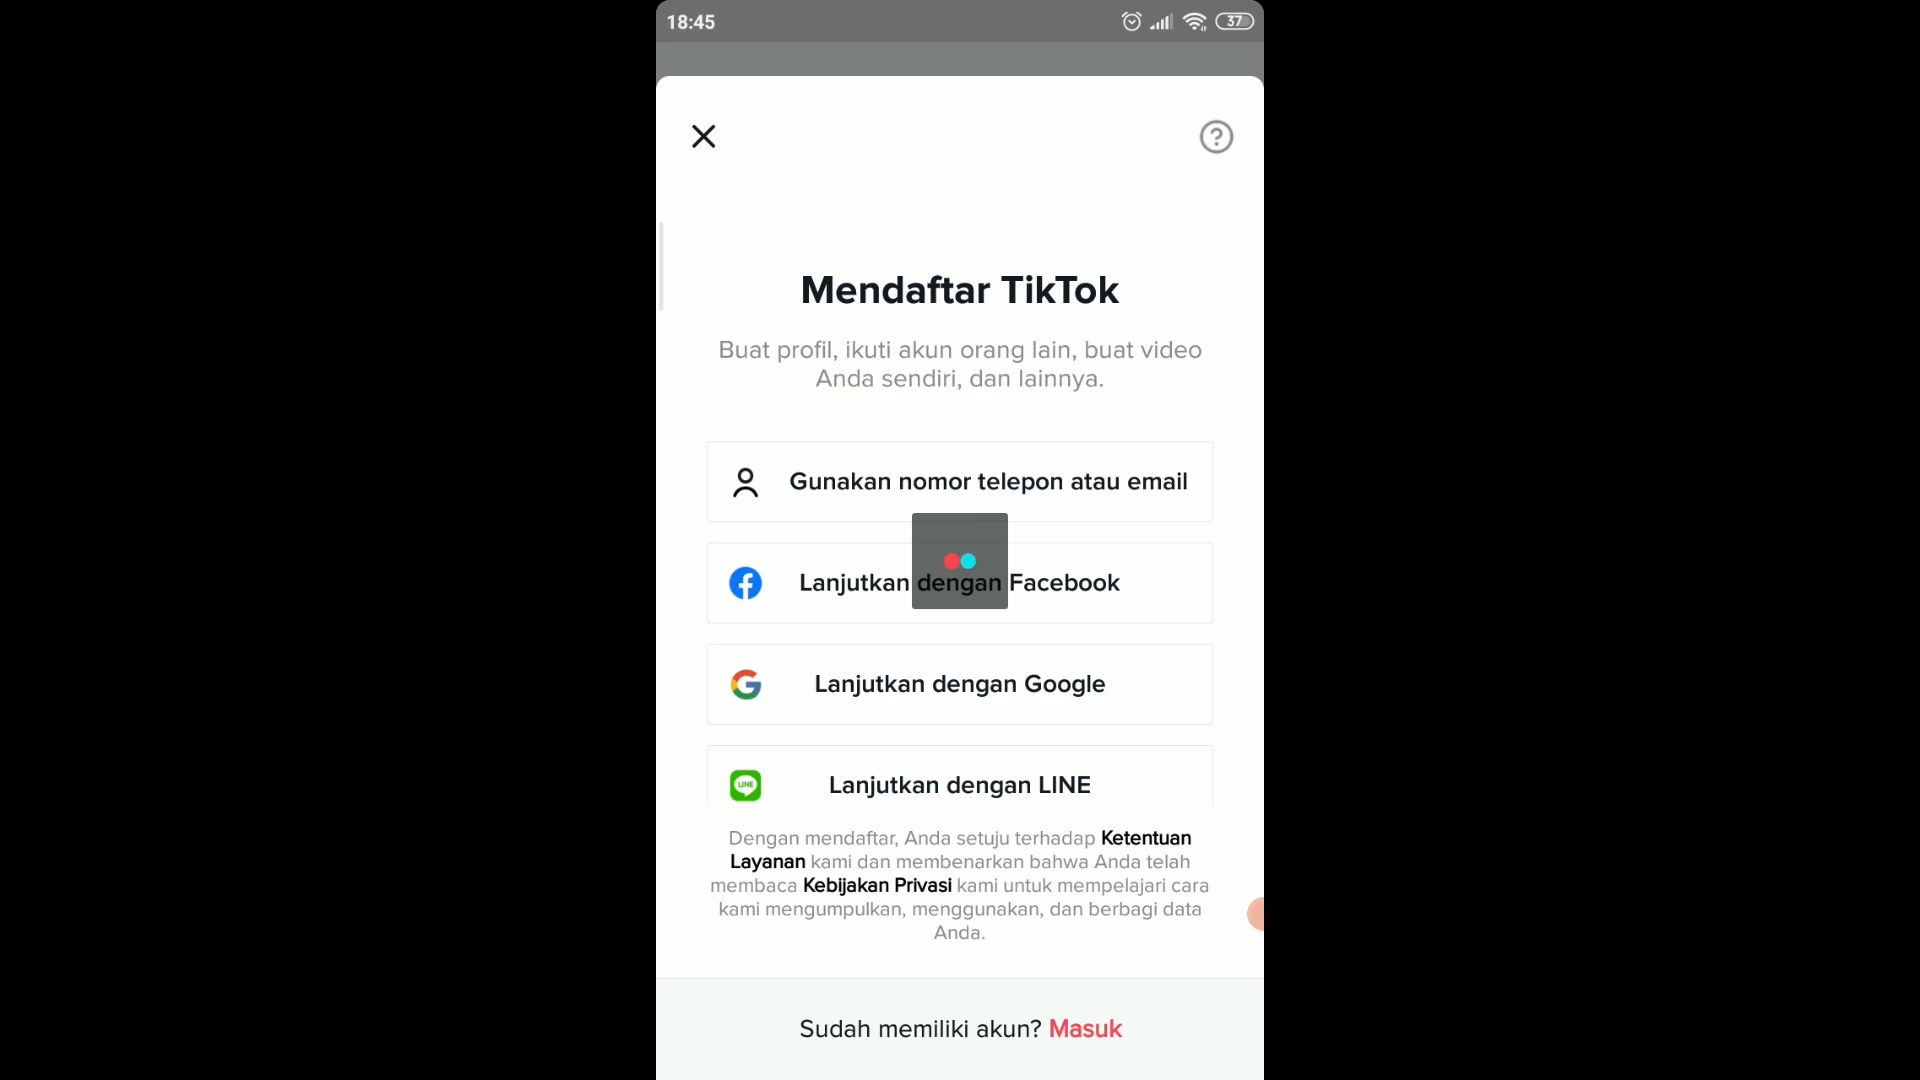 18:45
37
Mendaftar TikTok
Buat profil, ikuti akun orang lain, buat video
Anda sendiri, dan lainnya.
Gunakan nomor telepon atau email
Lanjutkan dengan Facebook
Lanjutkan dengan Google
LINE
Lanjutkan dengan LINE
Dengan mendaftar, Anda setuju terhadap Ketentuan
Layanan kami dan membenarkan bahwa Anda telah
membaca Kebijakan Privasi kami untuk mempelajari cara
kami mengumpulkan, menggunakan, dan berbagi data
Anda.
Sudah memiliki akun? Masuk